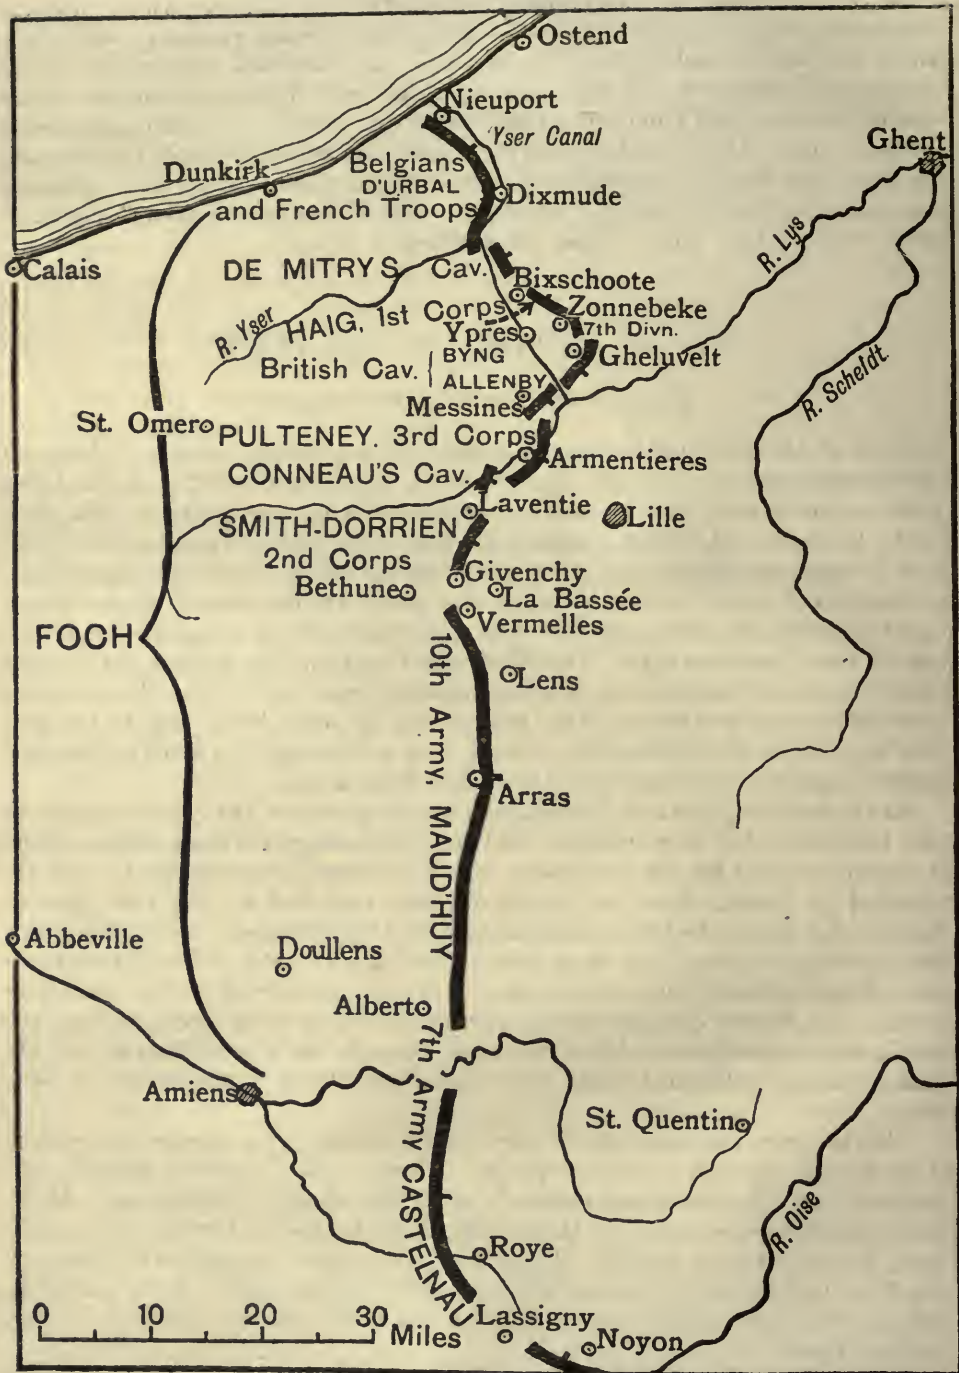 Ostend
Nieuport
Yser Canal
Ghent
Dunkirk
Belgians
D'URBAL
and French Troops
Dixmude
R. Lys
Calais
DE MITRYS Cav.
Bixschoote
R. Yser
HAIG, 1st Corps
Zonnebeke
7th Divn.
Ypres
British Cav.
BYNG
ALLENBY
Gheluvelt
R. Scheldt.
Messines
St. Omer
PULTENEY. 3rd Corps
CONNEAU'S Cav.
Armentieres
Laventie
Lille
SMITH-DORRIEN
2nd Corps
Givenchy
Bethune
La Bassée
Vermelles
FOCH
10th Army, MAUD'HUY
Lens
Arras
Abbeville
Doullens
Albert
7th Army CASTELNAU
Amiens
St. Quentin
R. Oise
Roye
0 10 20 30
Miles
Lassigny
Noyon